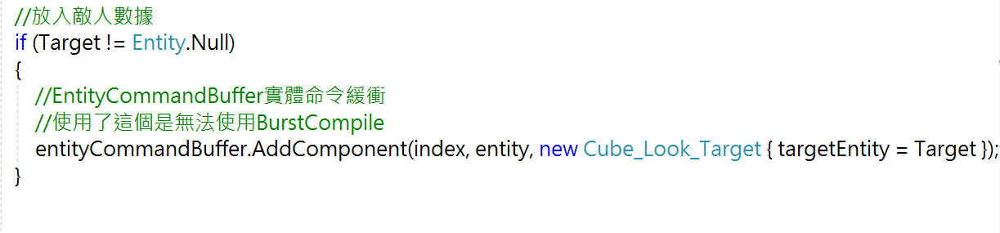 //放入敵人數據
if (Target != Entity.Null)
{
//EntityCommandBuffer實體命令緩衝
//使用了這個是無法使用BurstCompile
entityCommandBuffer.AddComponent(index, entity, new Cube_Look_Target { targetEntity = Target });
}